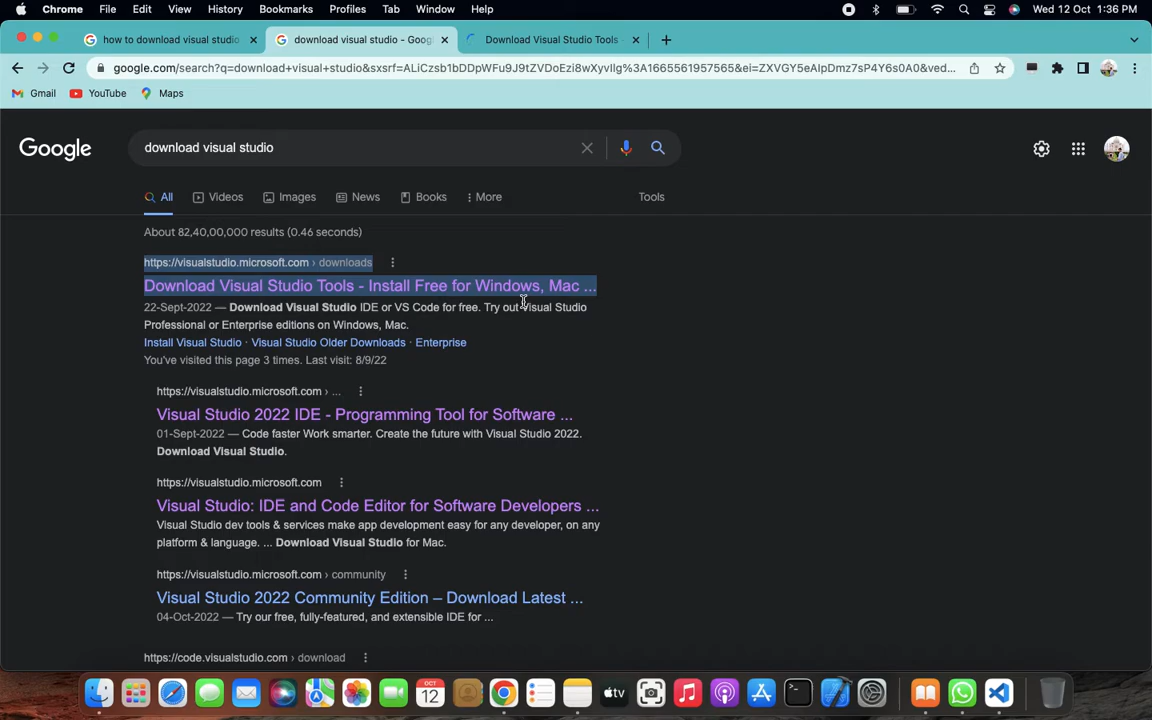 Chrome File Edit View History Bookmarks Profiles Tab Window Help Wed 12 Oct 1:36 PM
how to download visual studio download visual studio - Goog Download Visual Studio Tools -
google.com/search?q=download+visual+studio&sxsrf=ALiCzsb1bDDpWFu9J9tZVDoEzi8wXyvIlg%3A1665561957565&ei=ZXVGY5eAIpDmz7sP4Y6s0A0&ved...
Gmail YouTube Maps
Google download visual studio
All Videos Images News Books More Tools
About 82,40,00,000 results (0.46 seconds)
https://visualstudio.microsoft.com › downloads
Download Visual Studio Tools - Install Free for Windows, Mac ...
22-Sept-2022 — Download Visual Studio IDE or VS Code for free. Try out Visual Studio
Professional or Enterprise editions on Windows, Mac.
Install Visual Studio · Visual Studio Older Downloads · Enterprise
You've visited this page 3 times. Last visit: 8/9/22
https://visualstudio.microsoft.com › ...
Visual Studio 2022 IDE - Programming Tool for Software ...
01-Sept-2022 — Code faster Work smarter. Create the future with Visual Studio 2022.
Download Visual Studio.
https://visualstudio.microsoft.com
Visual Studio: IDE and Code Editor for Software Developers ...
Visual Studio dev tools & services make app development easy for any developer, on any
platform & language. ... Download Visual Studio for Mac.
https://visualstudio.microsoft.com › community
Visual Studio 2022 Community Edition – Download Latest ...
04-Oct-2022 — Try our free, fully-featured, and extensible IDE for ...
https://code.visualstudio.com › download
OCT
12
tv